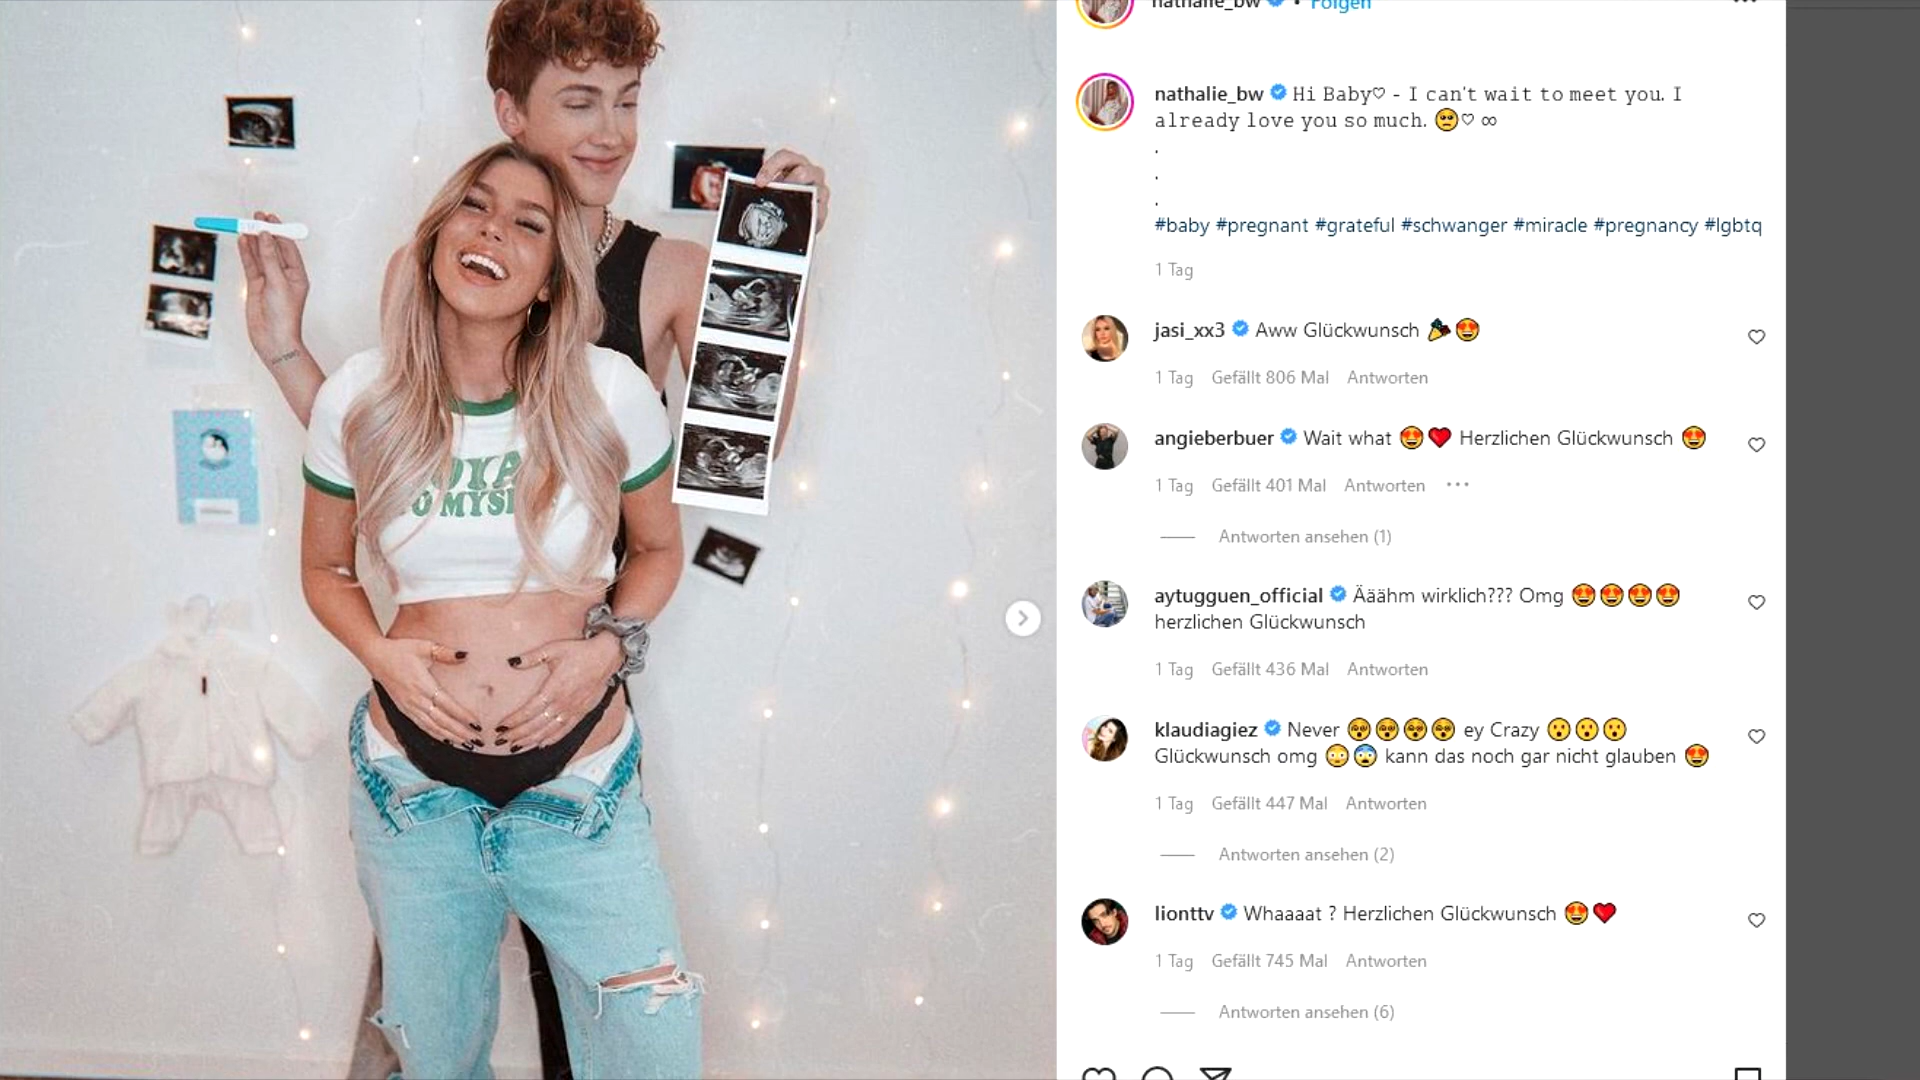 nathalie_bw • Folgen
nathalie_bw Hi Baby♡ - I can't wait to meet you. I
already love you so much. 🥺♡ ∞
.
.
.
#baby #pregnant #grateful #schwanger #miracle #pregnancy #lgbtq
1 Tag
jasi_xx3 Aww Glückwunsch 🎉😍
1 Tag Gefällt 806 Mal Antworten
angieberbuer Wait what 😍❤️ Herzlichen Glückwunsch 😍
1 Tag Gefällt 401 Mal Antworten •••
Antworten ansehen (1)
aytugguen_official Ääähm wirklich??? Omg 😍😍😍😍
herzlichen Glückwunsch
1 Tag Gefällt 436 Mal Antworten
klaudiagiez Never 😵😵😵😵 ey Crazy 😮😮😮
Glückwunsch omg 😳😨 kann das noch gar nicht glauben 😍
1 Tag Gefällt 447 Mal Antworten
Antworten ansehen (2)
lionttv Whaaaat ? Herzlichen Glückwunsch 😍❤️
1 Tag Gefällt 745 Mal Antworten
Antworten ansehen (6)